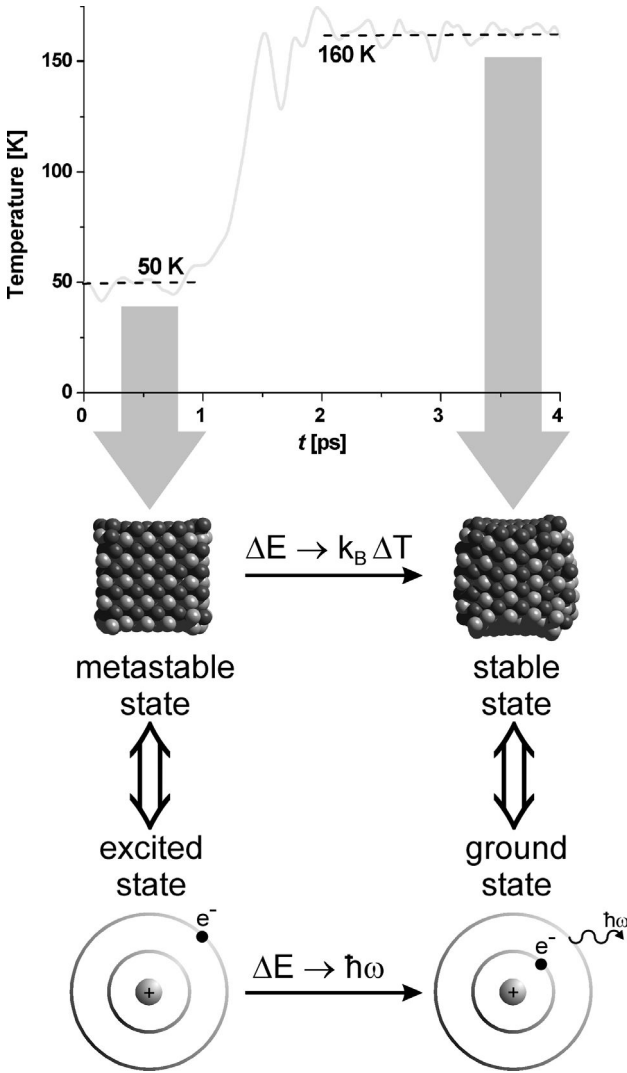 Temperature [K]
150
100
50
0
160 K
50 K
0
1
2
3
4
t [ps]
ΔE → k_B ΔT
metastable
state
stable
state
excited
state
ground
state
e⁻
+
ΔE → ħω
e⁻
+
ħω